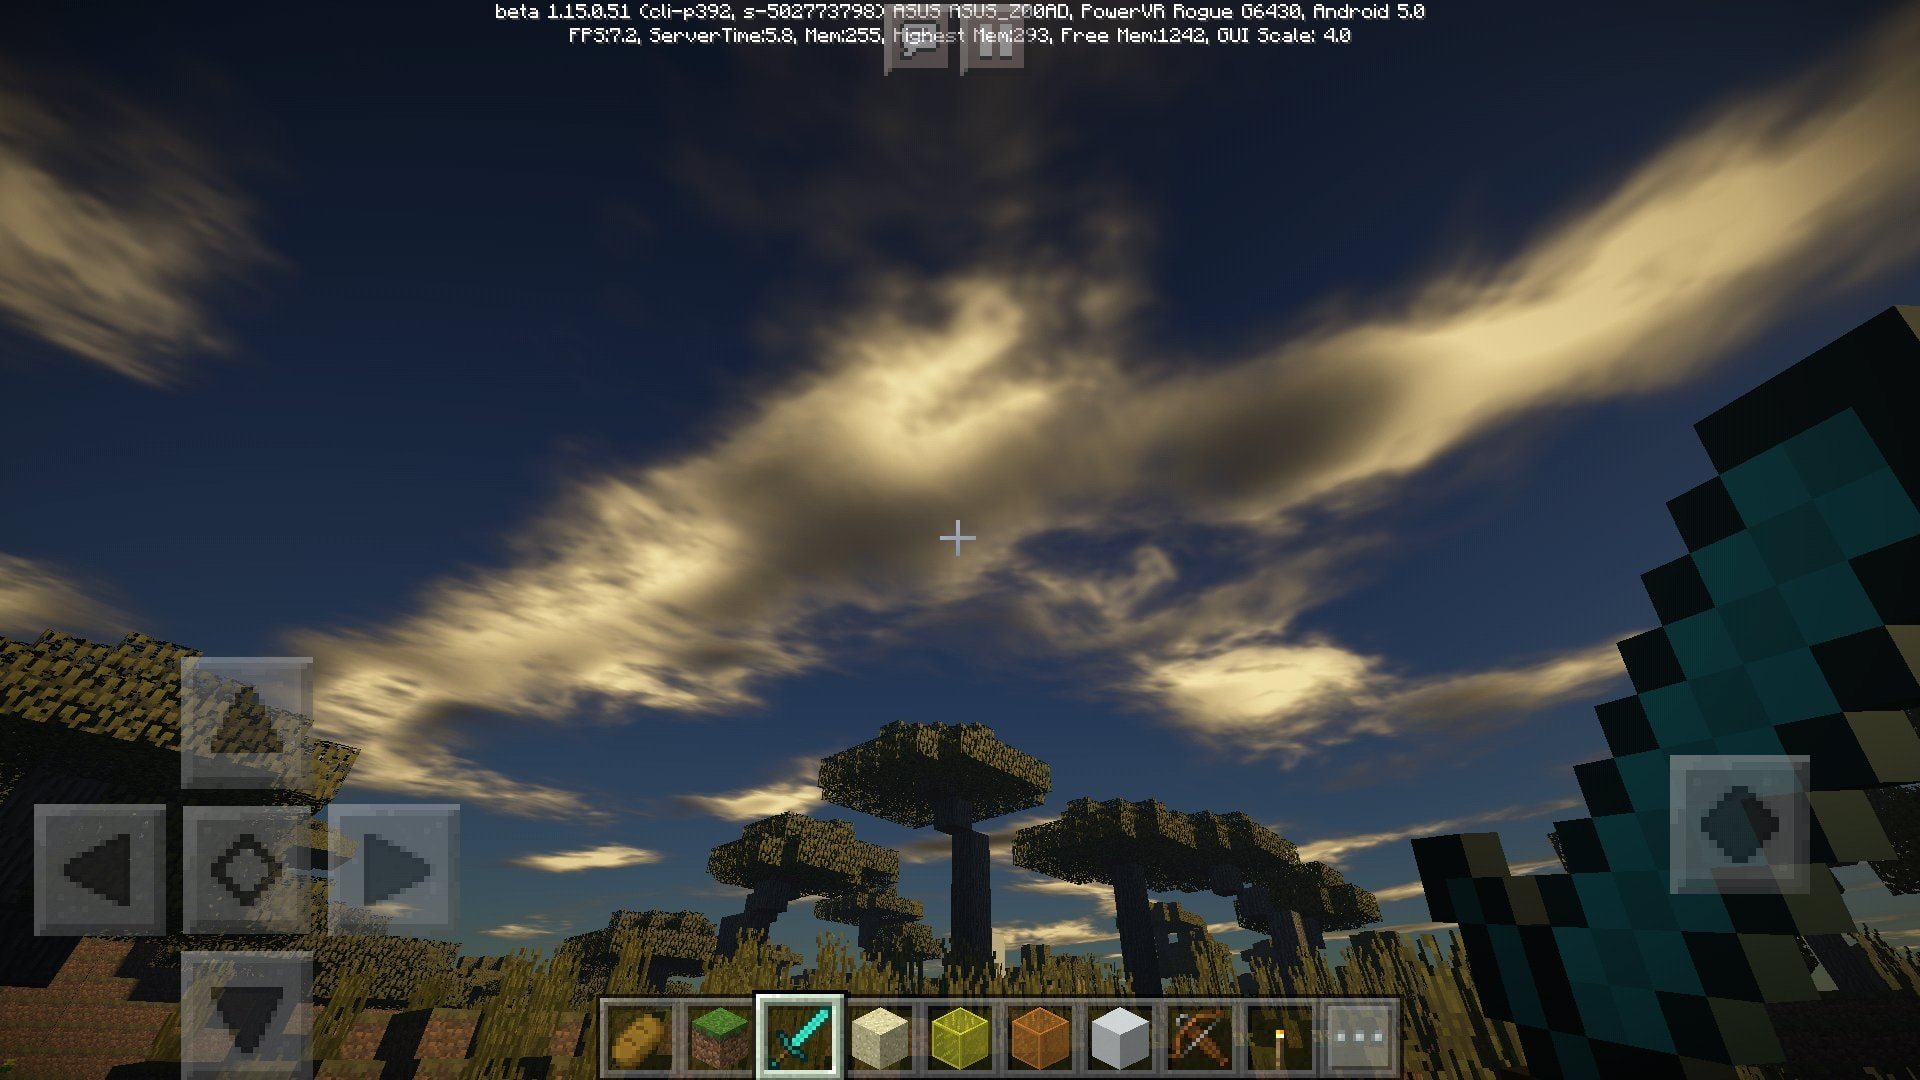 beta 1.15.0.51 (cli-p392, s-502773798) ASUS ASUS_Z00AD, PowerVR Rogue G6430, Android 5.0
FPS:7.2, ServerTime:5.8, Mem:255, Highest Mem:293, Free Mem:1242, GUI Scale: 4.0